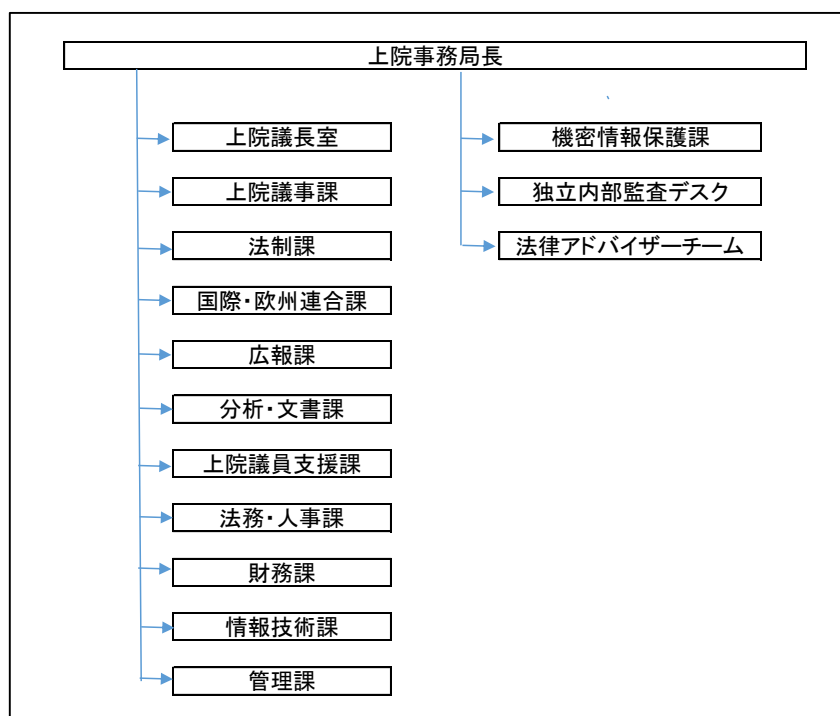 上院事務局長
上院議長室
上院議事課
法制課
国際・欧州連合課
広報課
分析・文書課
上院議員支援課
法務・人事課
財務課
情報技術課
管理課
機密情報保護課
独立内部監査デスク
法律アドバイザーチーム